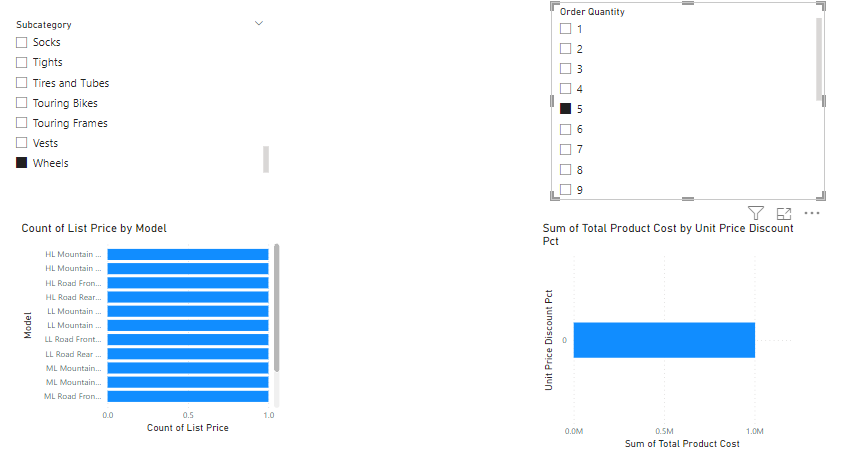 Subcategory
Socks
Tights
Tires and Tubes
Touring Bikes
Touring Frames
Vests
Wheels
Order Quantity
1
2
3
4
5
6
7
8
9
Count of List Price by Model
Model
HL Mountain ...
HL Mountain ...
HL Road Fron...
HL Road Rear...
LL Mountain ...
LL Mountain ...
LL Road Front...
LL Road Rear ...
ML Mountain...
ML Mountain...
ML Road Fron...
0.0 0.5 1.0
Count of List Price
Sum of Total Product Cost by Unit Price Discount
Pct
Unit Price Discount Pct
0
0.0M 0.5M 1.0M
Sum of Total Product Cost